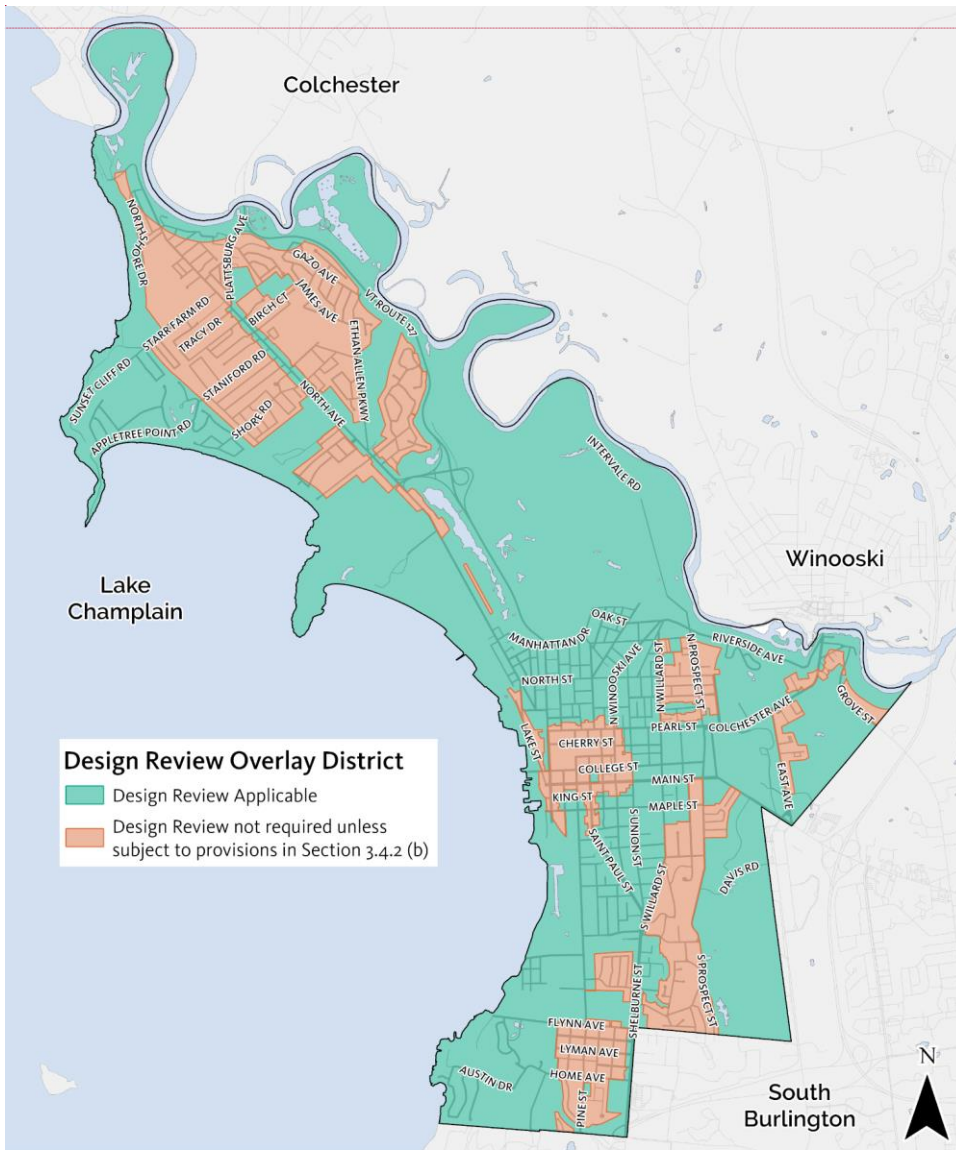 Colchester
NORTH SHORE DR
PLATTSBURG AVE
GAZO AVE
JAMES AVE
BIRCH CT
VT ROUTE 127
STARR FARM RD
TRACY DR
ETHAN ALLEN PKWY
STANIFORD RD
SUNSET CLIFF RD
NORTH AVE
SHORE RD
APPLETREE POINT RD
INTERVALE RD
Winooski
Lake
Champlain
OAK ST
MANHATTAN DR
RIVERSIDE AVE
N WINOOSKI AVE
N WILLARD ST
N PROSPECT ST
NORTH ST
GROVE ST
PEARL ST
COLCHESTER AVE
LAKE ST
CHERRY ST
COLLEGE ST
MAIN ST
EAST AVE
KING ST
MAPLE ST
Design Review Overlay District
Design Review Applicable
Design Review not required unless
subject to provisions in Section 3.4.2 (b)
S UNION ST
SAINT PAUL ST
S WILLARD ST
DAVIS RD
S PROSPECT ST
SHELBURNE ST
FLYNN AVE
LYMAN AVE
HOME AVE
AUSTIN DR
PINE ST
South
Burlington
N